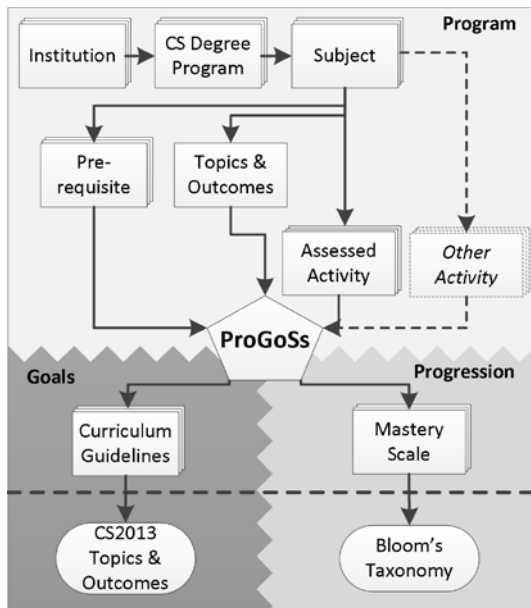 Program
Institution
CS Degree
Program
Subject
Pre-
requisite
Topics &
Outcomes
Assessed
Activity
Other
Activity
ProGoSs
Goals
Progression
Curriculum
Guidelines
Mastery
Scale
CS2013
Topics &
Outcomes
Bloom's
Taxonomy